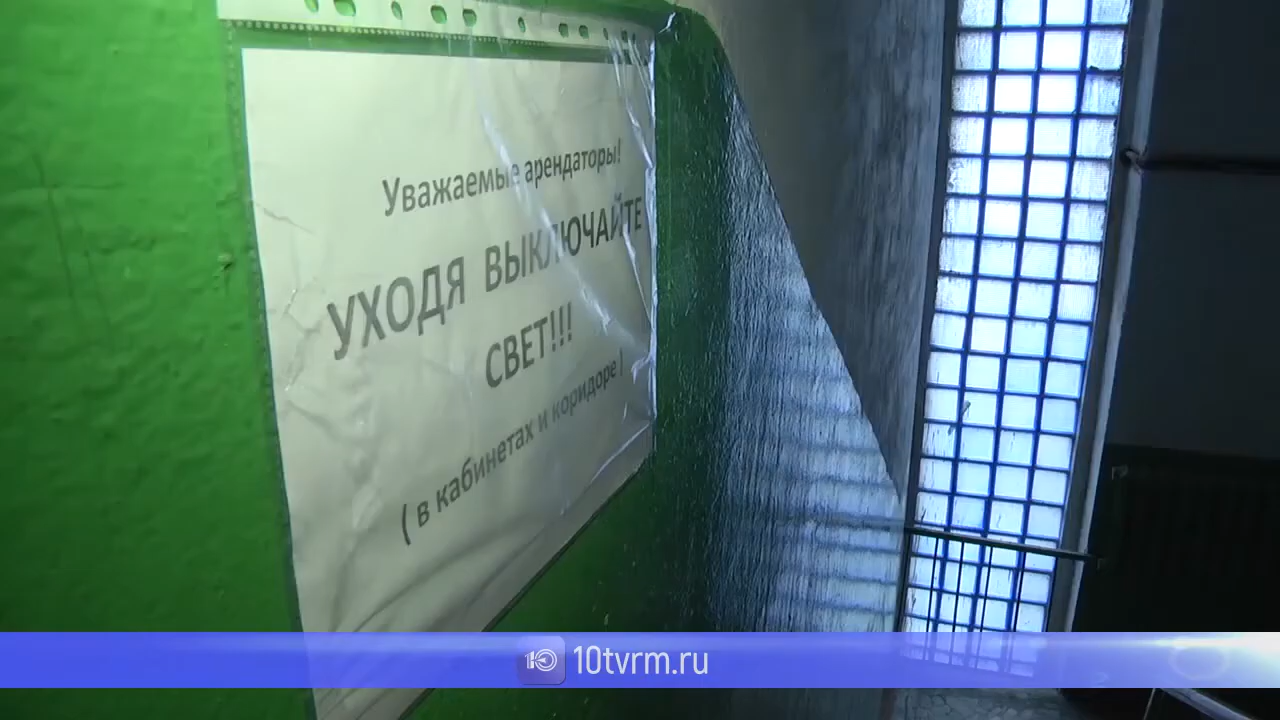 Уважаемые арендаторы!
УХОДЯ ВЫКЛЮЧАЙТЕ
СВЕТ!!!
( в кабинетах и коридоре )
10tvrm.ru